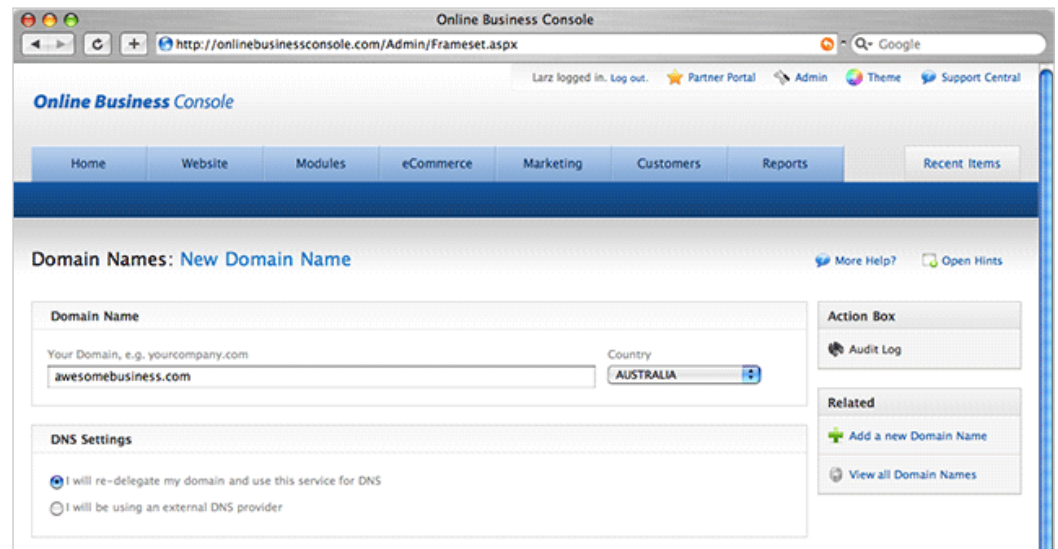 Online Business Console
http://onlinebusinessconsole.com/Admin/Frameset.aspx
Google
Larz logged in. Log out. Partner Portal Admin Theme Support Central
Online Business Console
Home Website Modules eCommerce Marketing Customers Reports Recent Items
Domain Names: New Domain Name
More Help? Open Hints
Domain Name
Your Domain, e.g. yourcompany.com Country
awesomebusiness.com AUSTRALIA
DNS Settings
I will re-delegate my domain and use this service for DNS
I will be using an external DNS provider
Action Box
Audit Log
Related
Add a new Domain Name
View all Domain Names